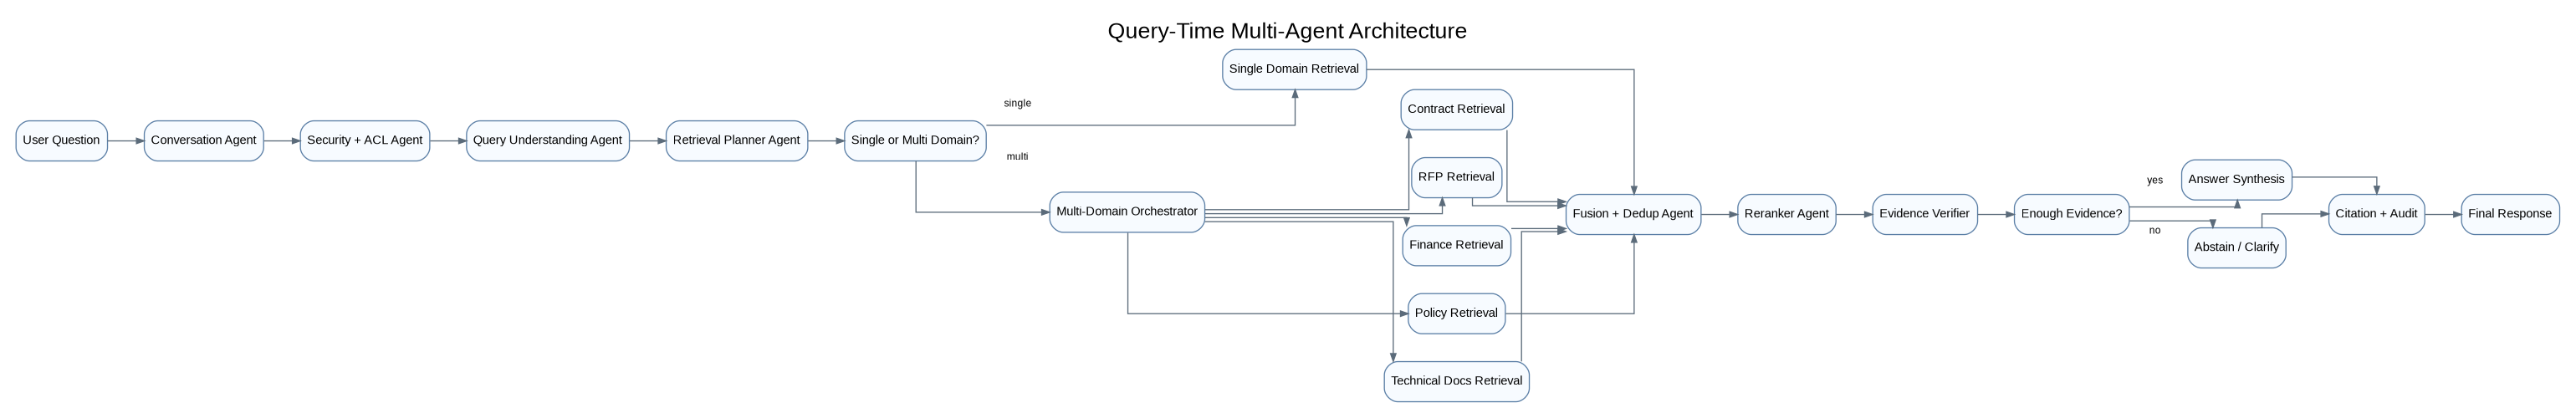 Query-Time Multi-Agent Architecture
User Question
Conversation Agent
Security + ACL Agent
Query Understanding Agent
Retrieval Planner Agent
Single or Multi Domain?
single
multi
Single Domain Retrieval
Multi-Domain Orchestrator
Contract Retrieval
RFP Retrieval
Finance Retrieval
Policy Retrieval
Technical Docs Retrieval
Fusion + Dedup Agent
Reranker Agent
Evidence Verifier
Enough Evidence?
yes
no
Answer Synthesis
Abstain / Clarify
Citation + Audit
Final Response